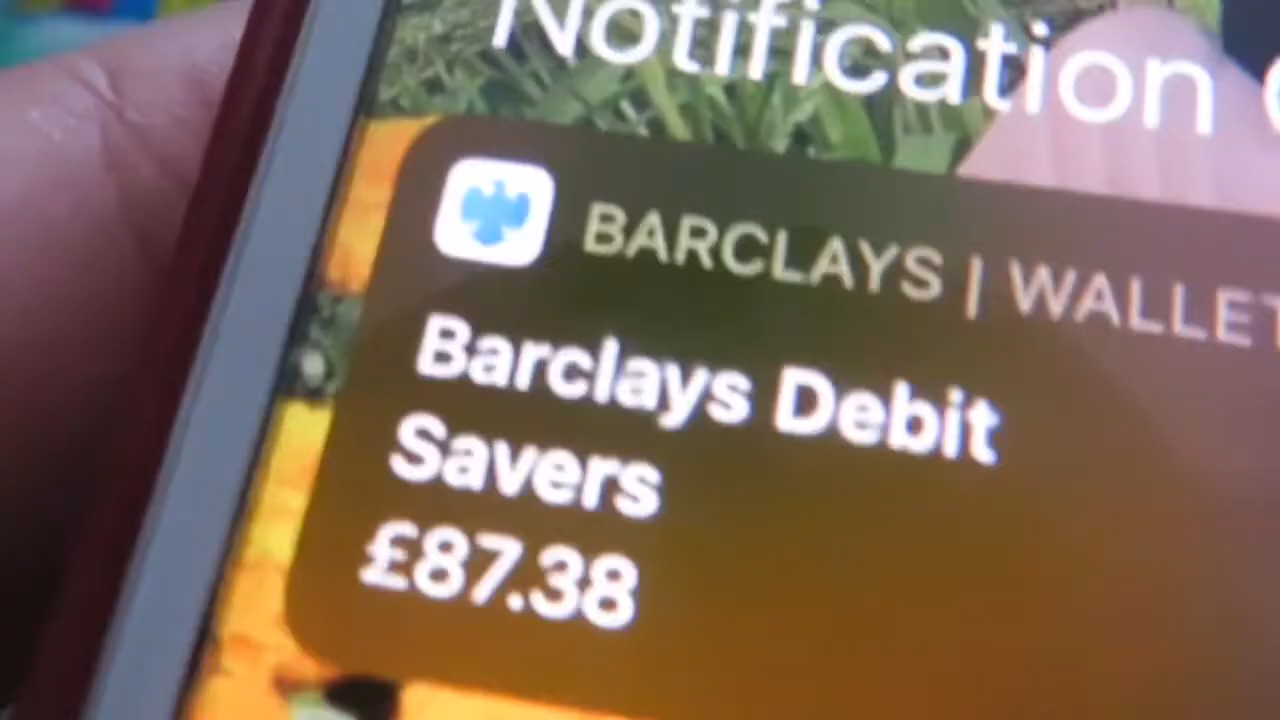 Notification
BARCLAYS | WALLET
Barclays Debit
Savers
£87.38